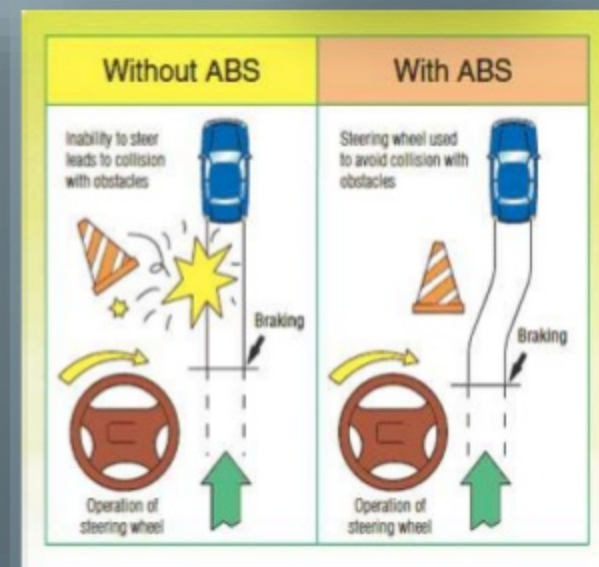 Without ABS
With ABS
Inability to steer
leads to collision
with obstacles
Steering wheel used
to avoid collision with
obstacles
Braking
Braking
Operation of
steering wheel
Operation of
steering wheel